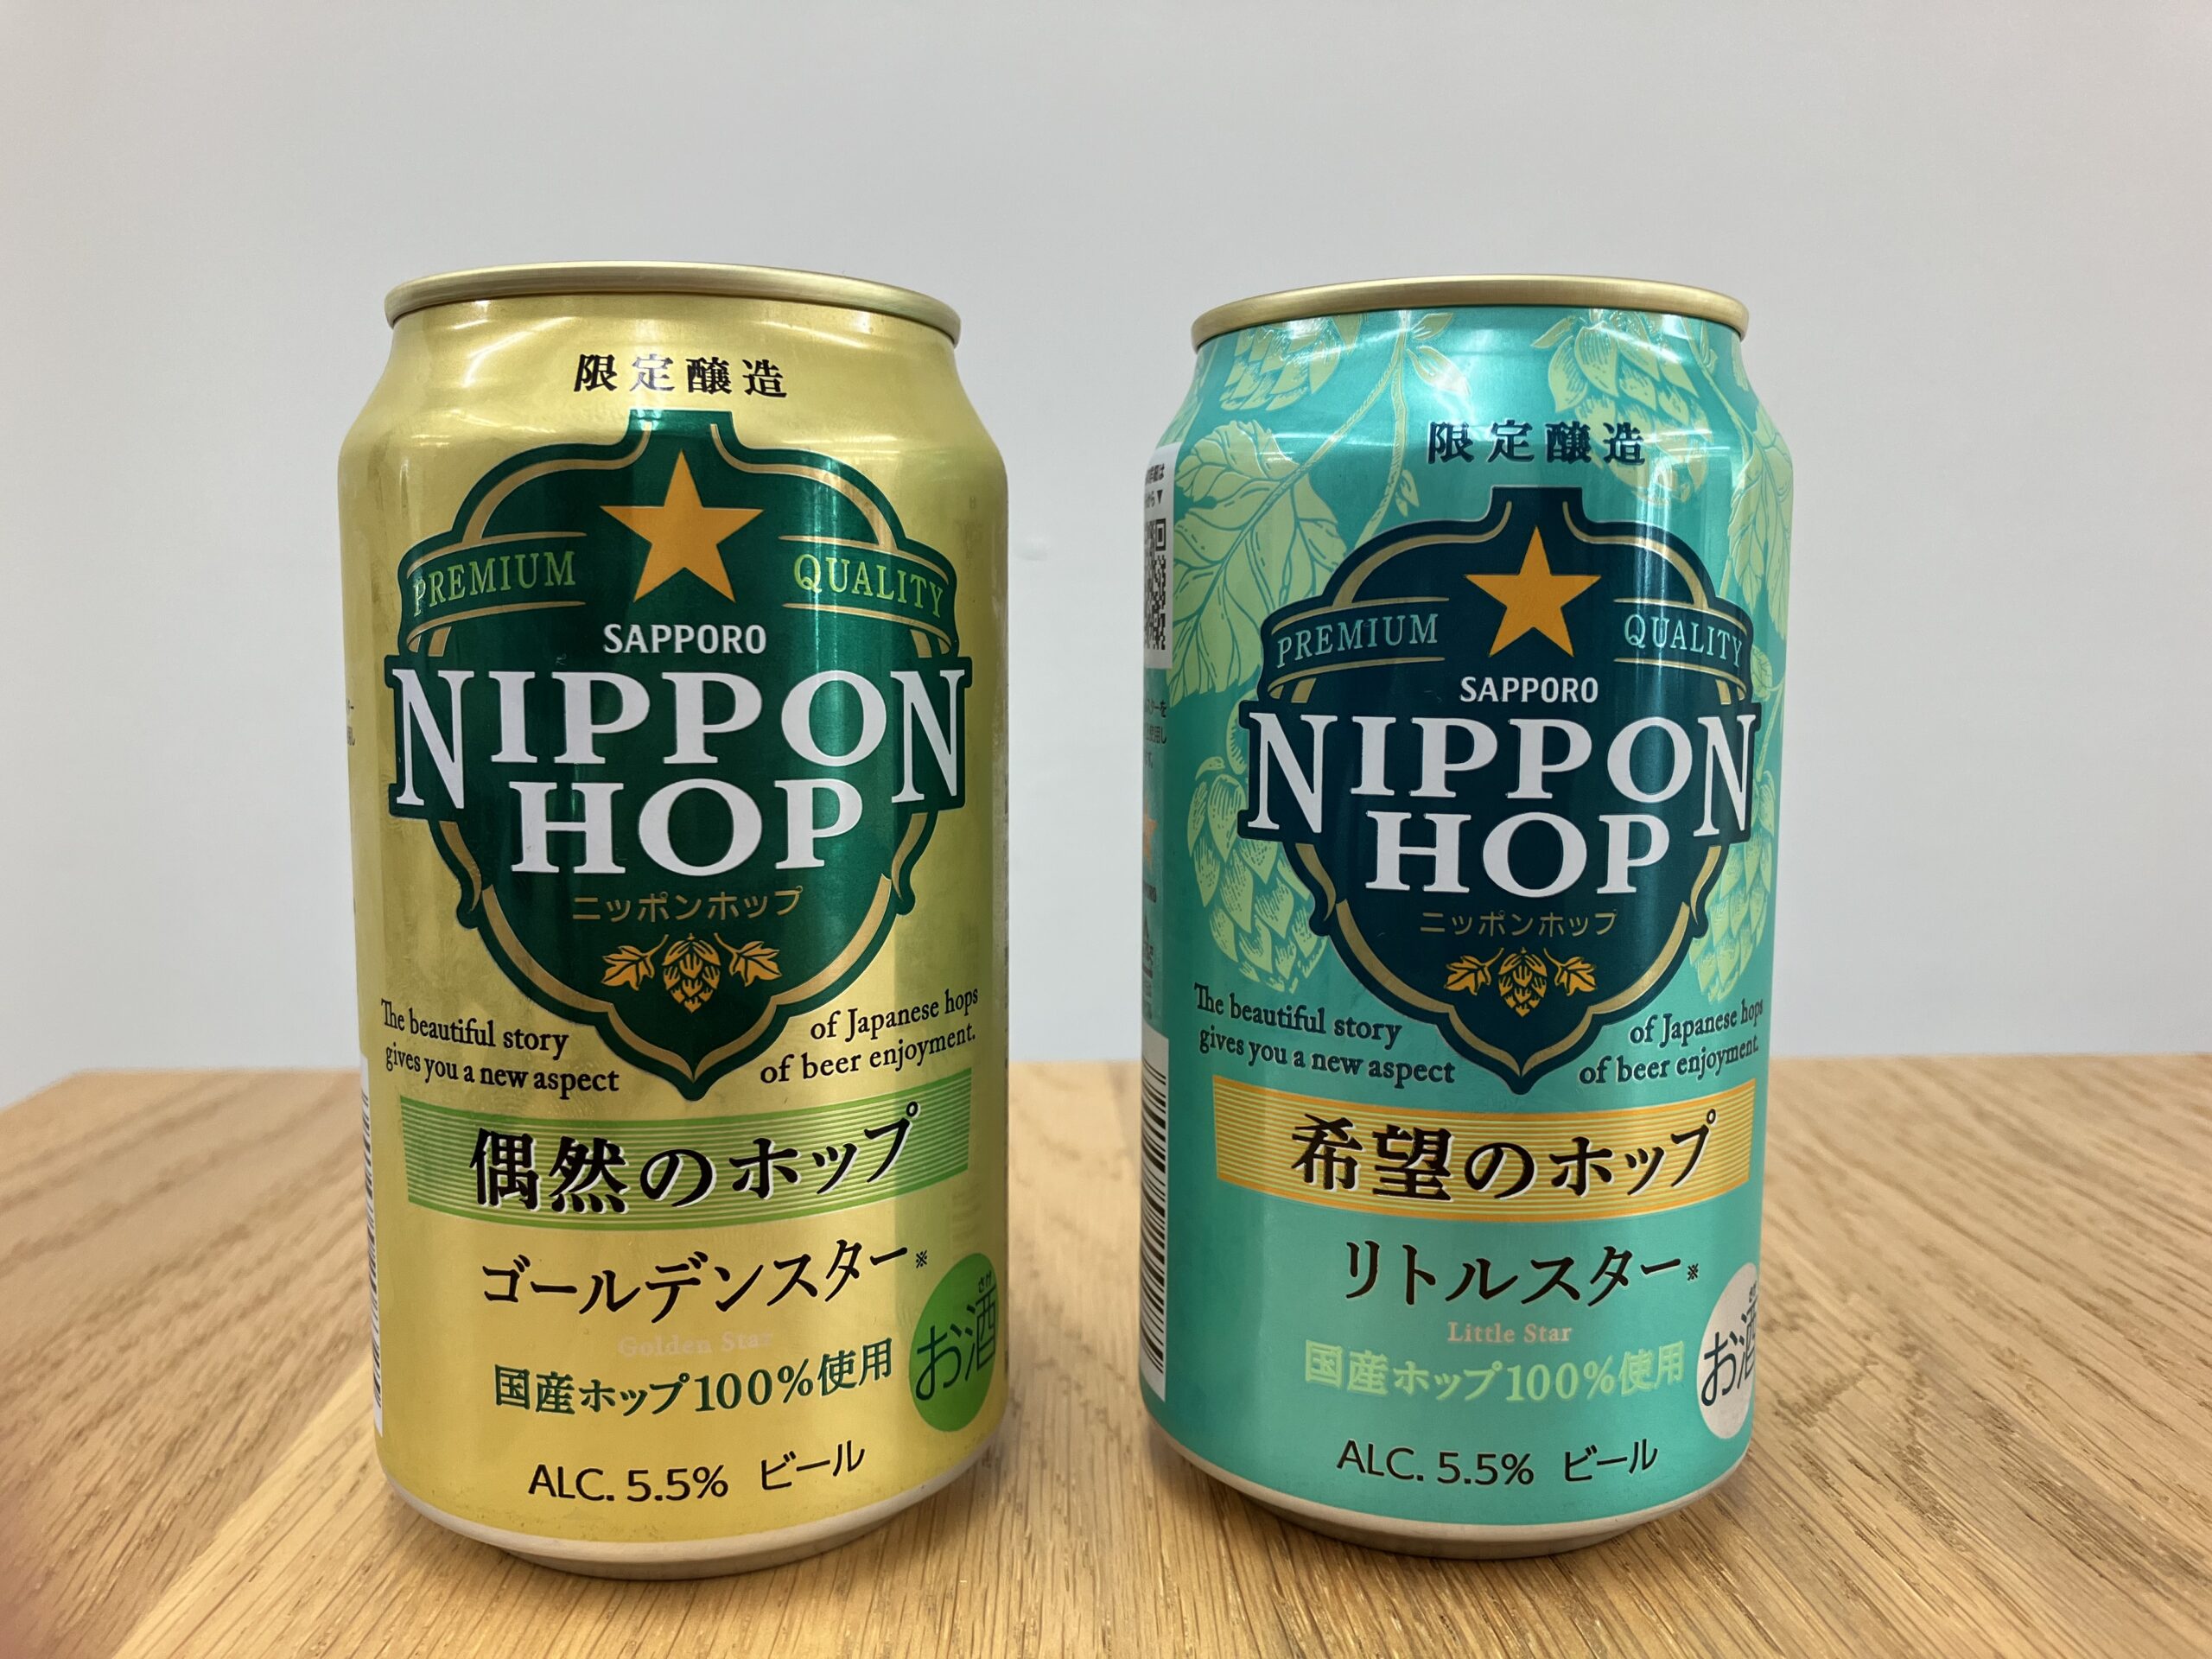 限定醸造
PREMIUM QUALITY
SAPPORO
NIPPON
HOP
ニッポンホップ
The beautiful story of Japanese hops
gives you a new aspect of beer enjoyment.
偶然のホップ
ゴールデンスター※
Golden Star
国産ホップ100%使用
お酒
さけ
ALC. 5.5% ビール
限定醸造
PREMIUM QUALITY
SAPPORO
NIPPON
HOP
ニッポンホップ
The beautiful story of Japanese hops
gives you a new aspect of beer enjoyment.
希望のホップ
リトルスター※
Little Star
国産ホップ100%使用
お酒
ALC. 5.5% ビール